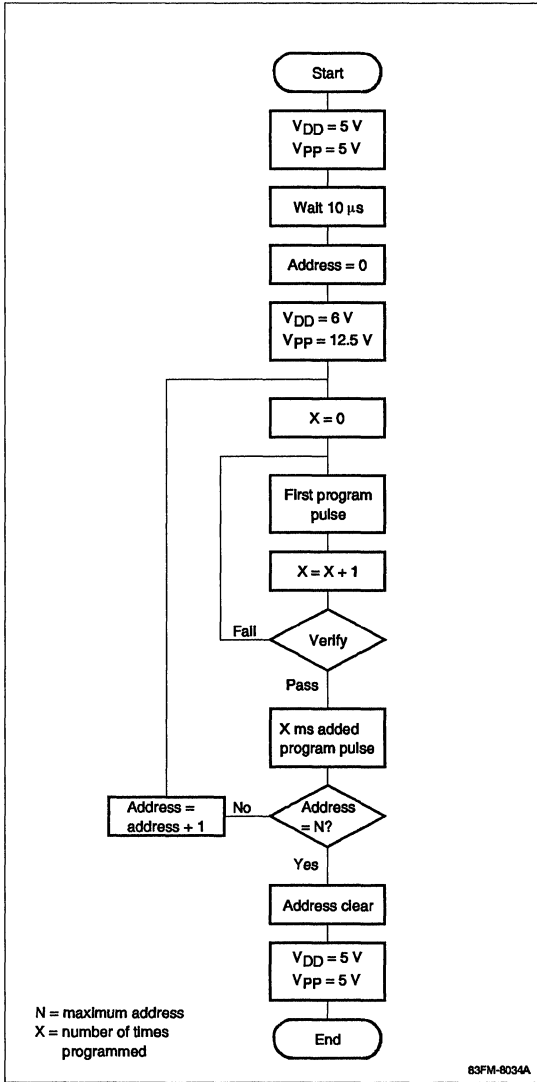 Start
VDD = 5 V
VPP = 5 V
Wait 10 µs
Address = 0
VDD = 6 V
VPP = 12.5 V
X = 0
First program
pulse
X = X + 1
Fail
Verify
Pass
X ms added
program pulse
Address =
address + 1
No
Address
= N?
Yes
Address clear
VDD = 5 V
VPP = 5 V
End
N = maximum address
X = number of times
programmed
83FM-8034A